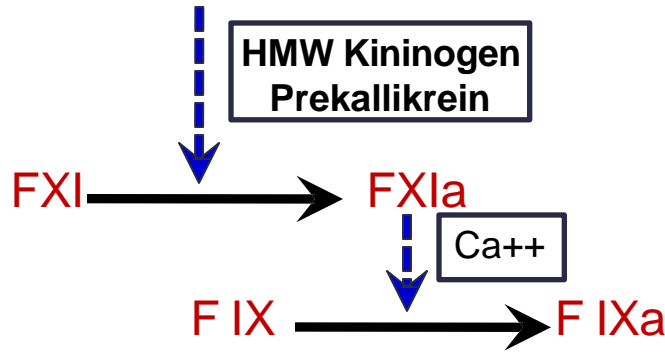 HMW Kininogen
Prekallikrein
FXI FXIa
Ca++
F IX F IXa